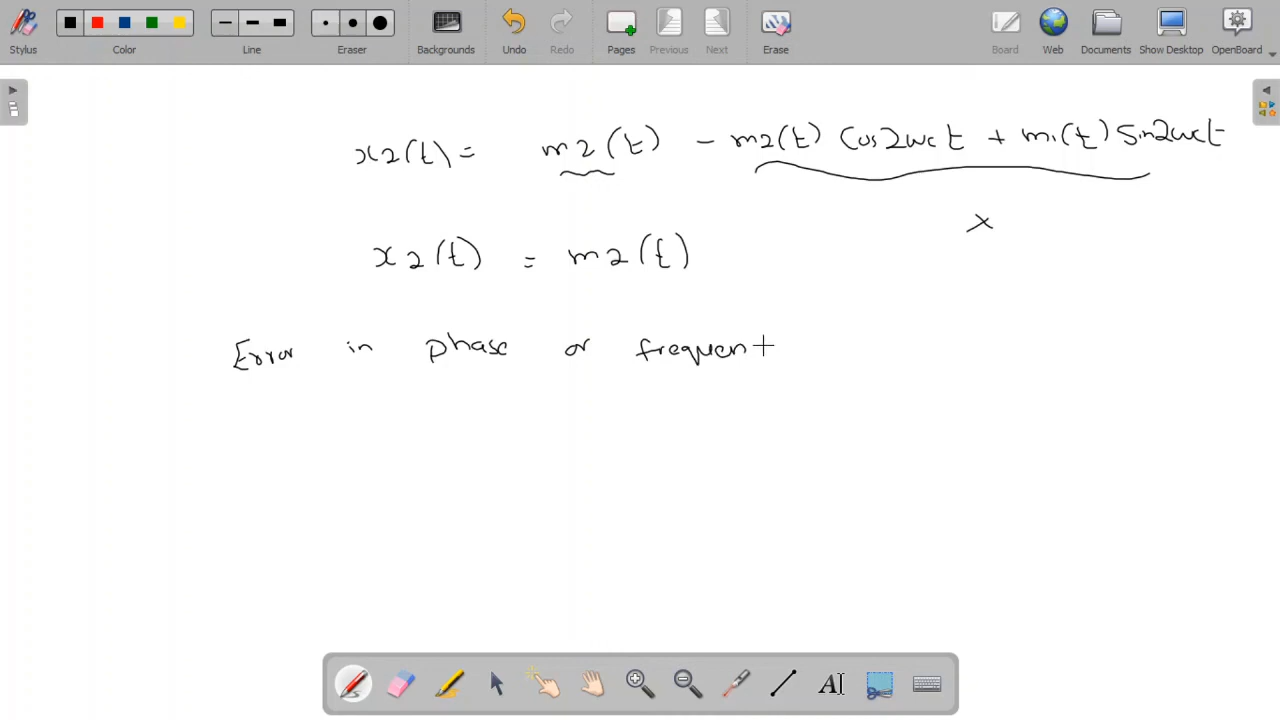 Stylus Color Line Eraser Backgrounds Undo Redo Pages Previous Next Erase Board Web Documents Show Desktop OpenBoard
x2(t) = m2(t) - m2(t) Cos2wct + m1(t) Sin2wct
x
x2(t) = m2(t)
Error in phase or frequen